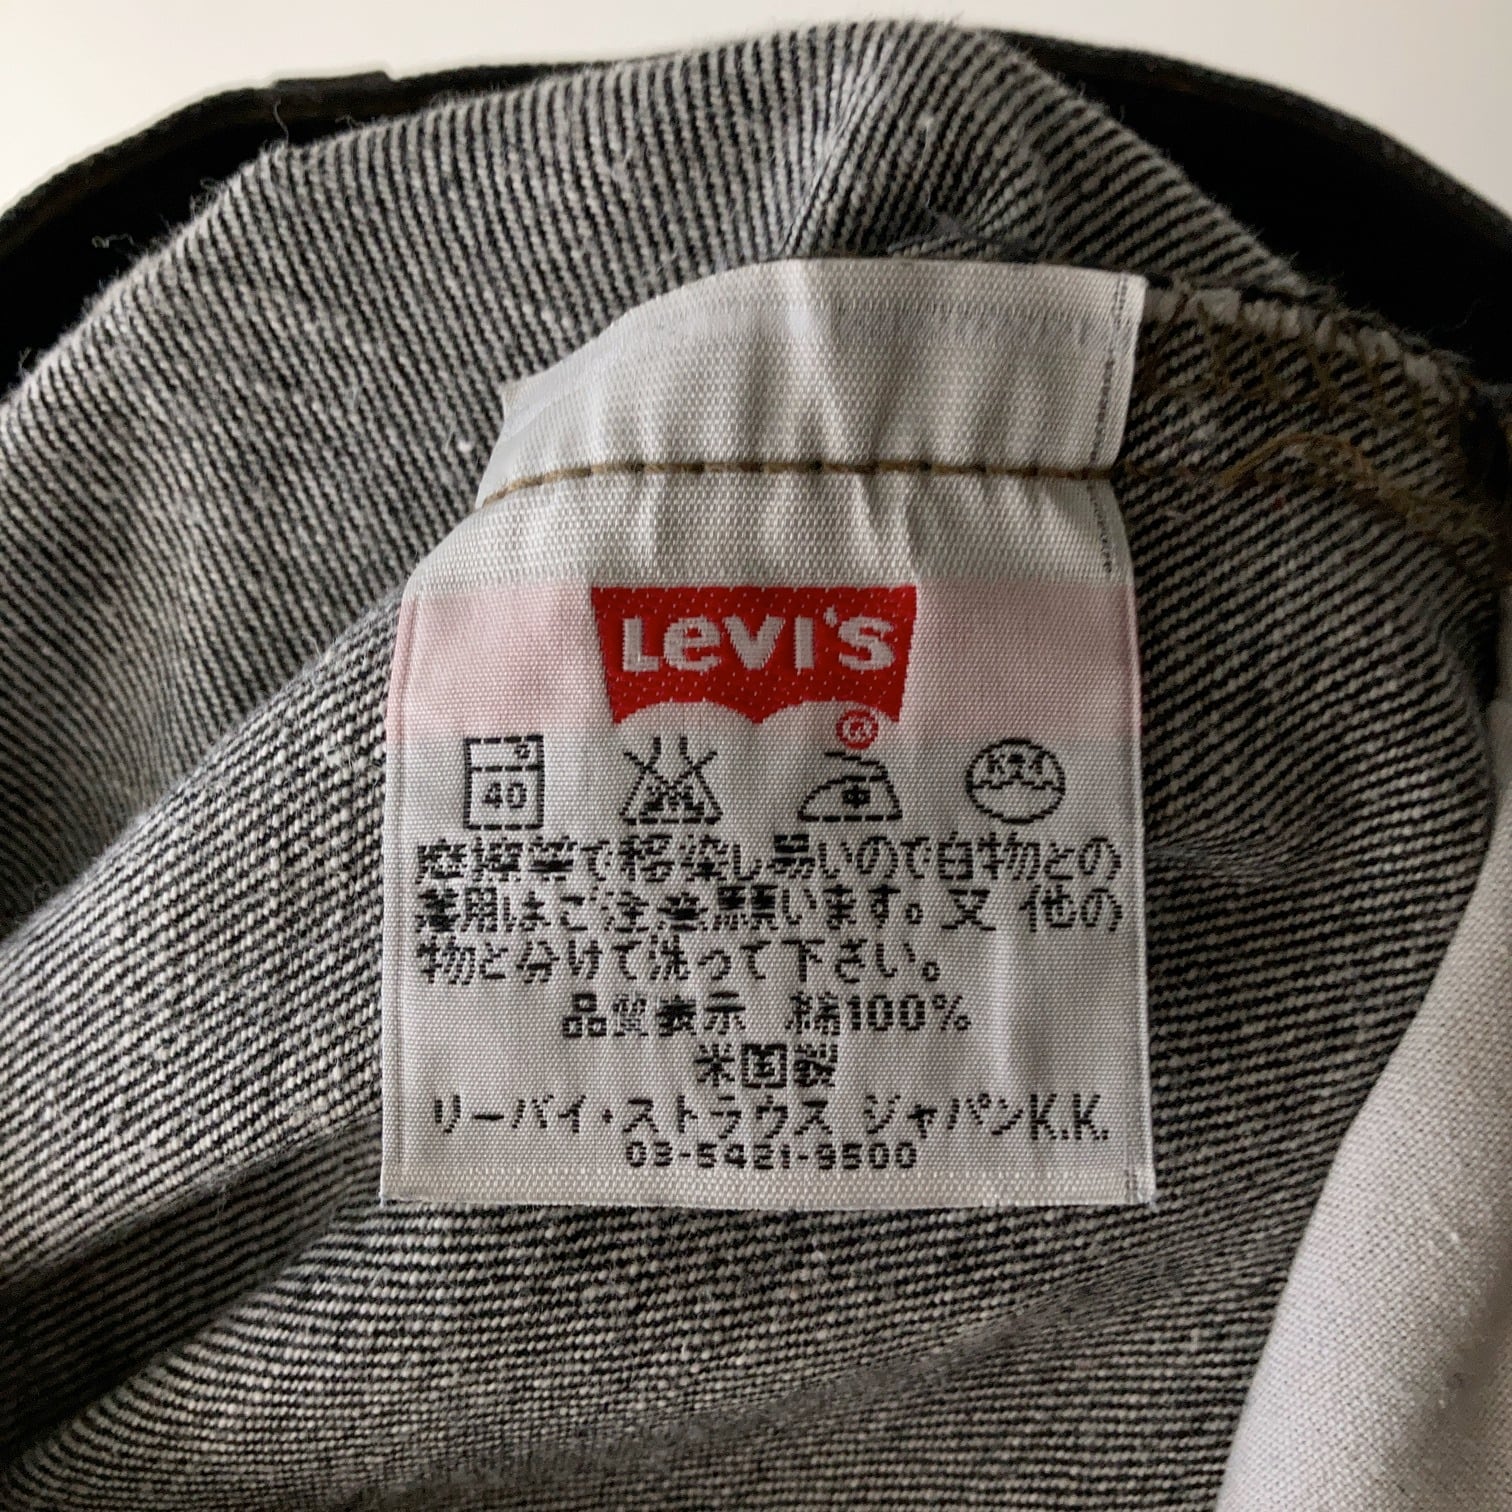 LEVI'S
®
40
摩擦等で移染し易いので白物との
着用はご注意願います。又 他の
物と分けて洗って下さい。
品質表示 綿100%
米国製
リーバイ・ストラウス ジャパンK.K.
03-5421-9500